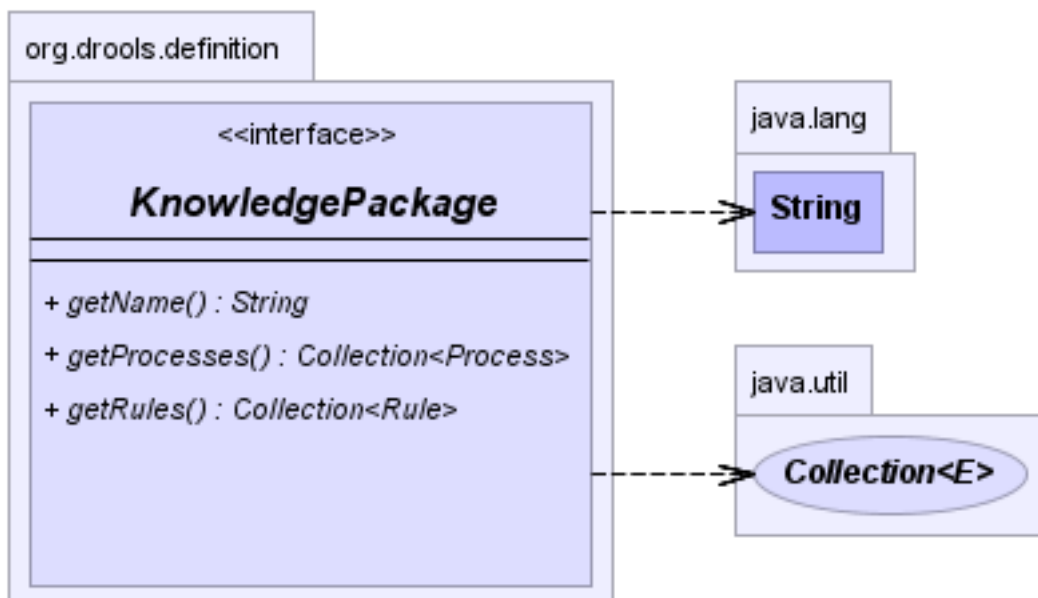 org.drools.definition
<<interface>>
KnowledgePackage
+ getName() : String
+ getProcesses() : Collection<Process>
+ getRules() : Collection<Rule>
java.lang
String
java.util
Collection<E>